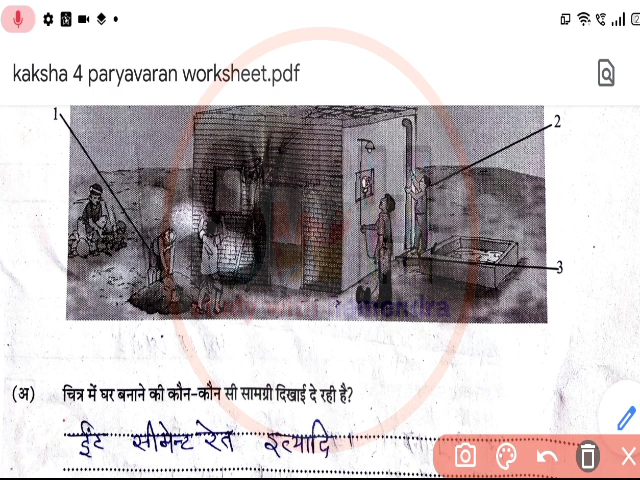 kaksha 4 paryavaran worksheet.pdf
1
2
3
(अ) चित्र में घर बनाने की कौन-कौन सी सामग्री दिखाई दे रही है?
ईंट सीमेन्ट रेत इत्यादि ।